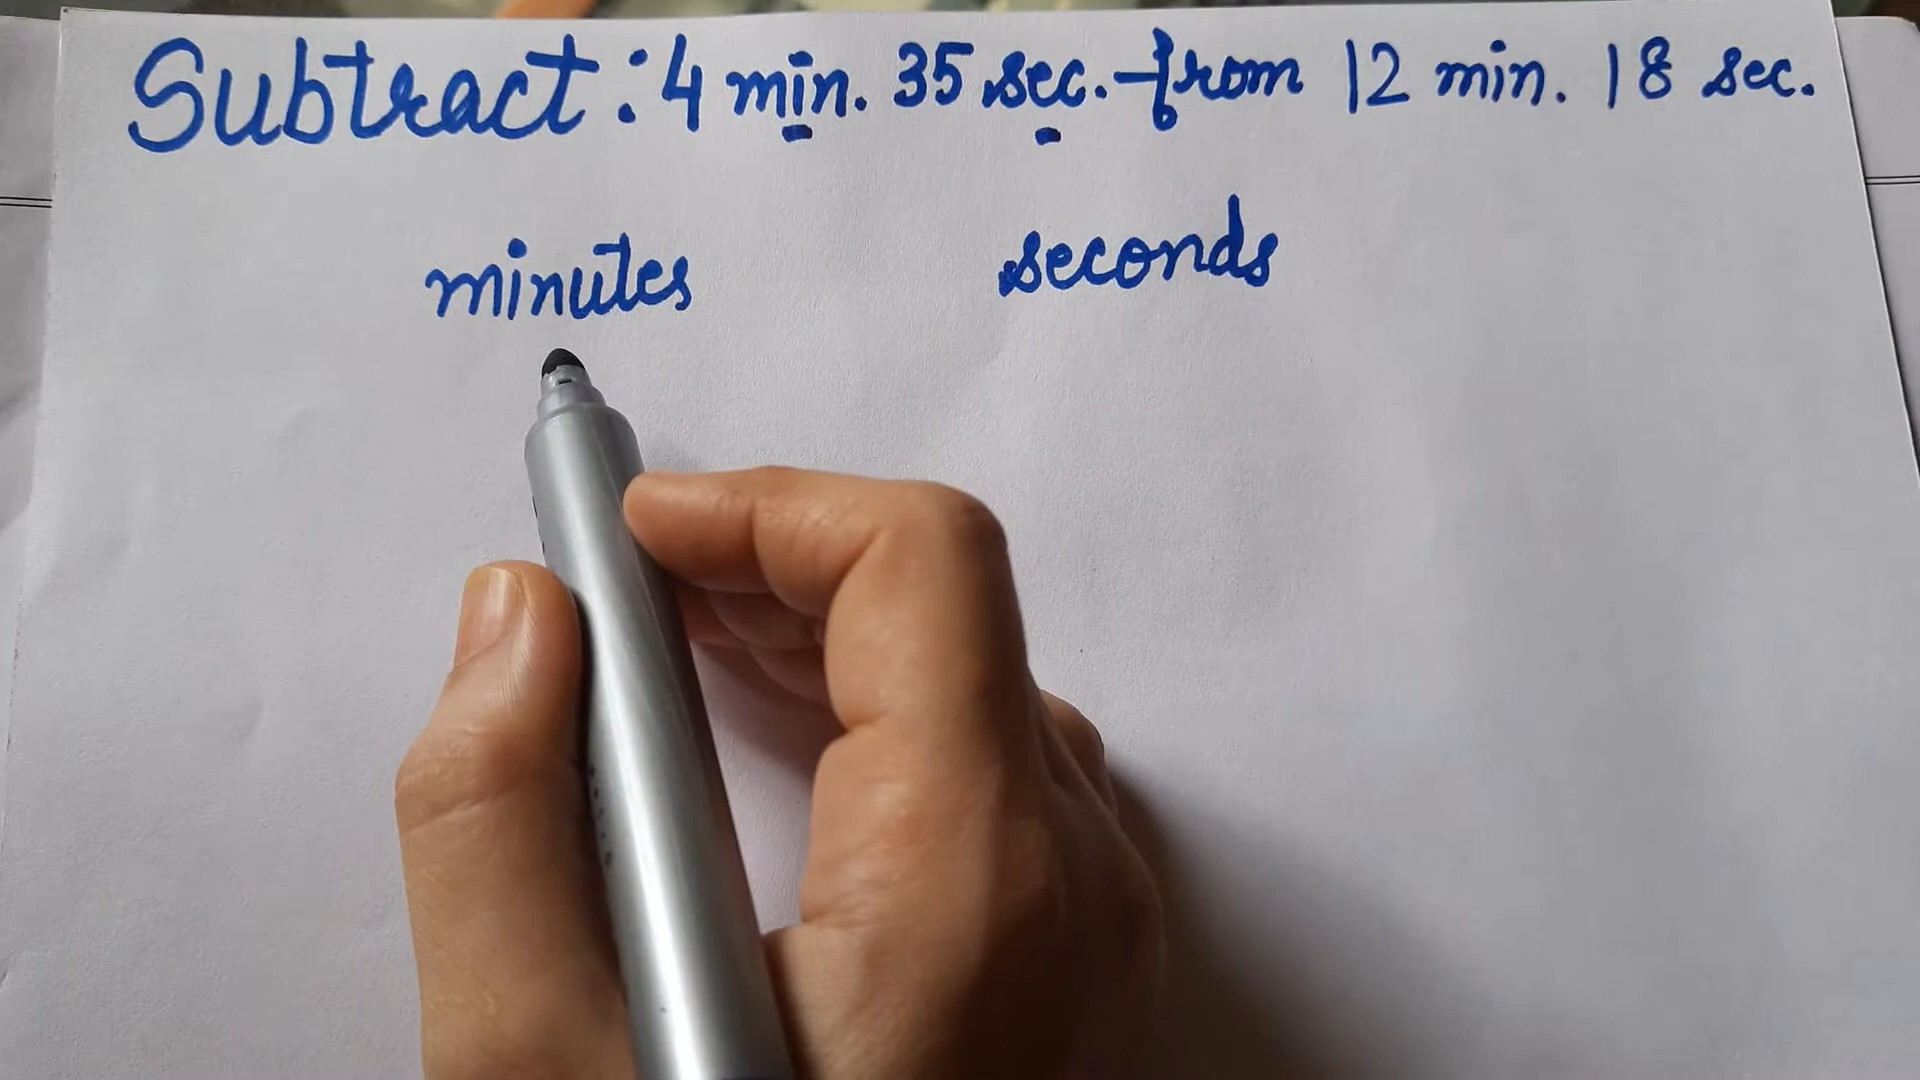 Subtract: 4 min. 35 sec. from 12 min. 18 sec.
minutes seconds